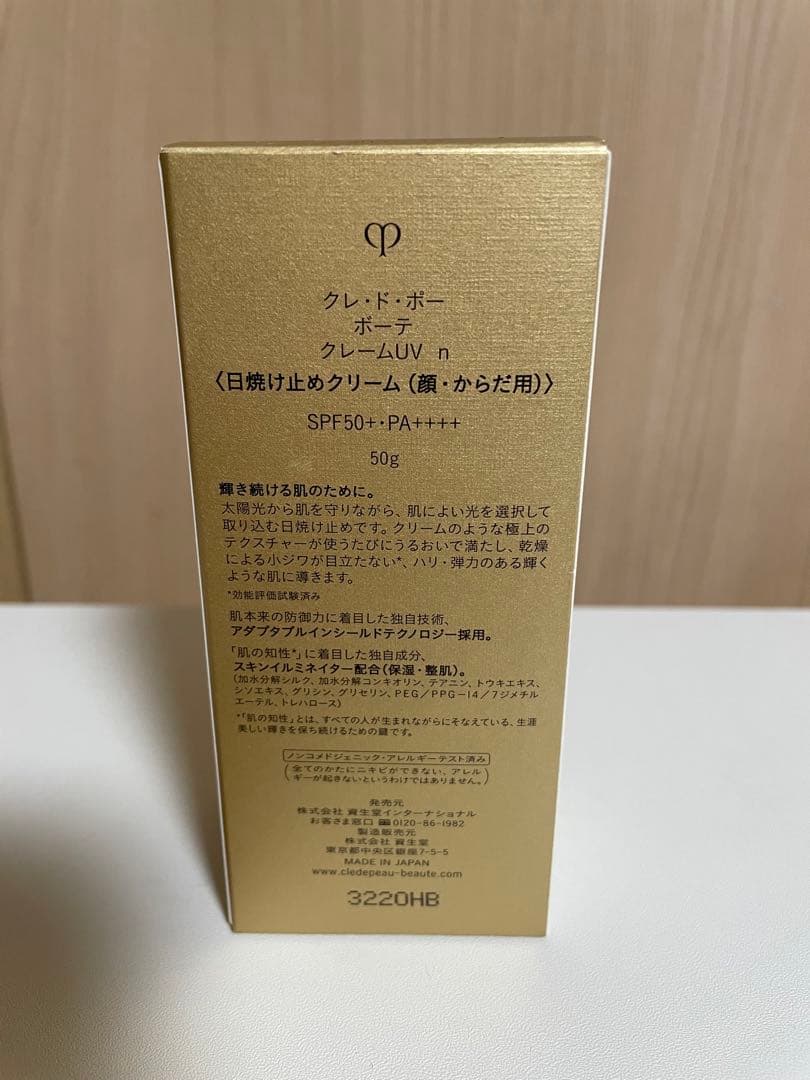 クレ・ド・ポー
ボーテ
クレームUV n
〈日焼け止めクリーム（顔・からだ用）〉
SPF50+・PA++++
50g
輝き続ける肌のために。
太陽光から肌を守りながら、肌によい光を選択して
取り込む日焼け止めです。クリームのような極上の
テクスチャーが使うたびにうるおいで満たし、乾燥
による小ジワが目立たない*、ハリ・弾力のある輝く
ような肌に導きます。
*効能評価試験済み
肌本来の防御力に着目した独自技術、
アダプタブルインシールドテクノロジー採用。
「肌の知性*」に着目した独自成分、
スキンイルミネイター配合（保湿・整肌）。
（加水分解シルク、加水分解コンキオリン、テアニン、トウキエキス、
シソエキス、グリシン、グリセリン、PEG／PPG－14／7ジメチル
エーテル、トレハロース）
*「肌の知性」とは、すべての人が生まれながらにそなえている、生涯
美しい輝きを保ち続けるための鍵です。
ノンコメドジェニック・アレルギーテスト済み
（全てのかたにニキビができない、アレル
ギーが起きないというわけではありません。）
発売元
株式会社 資生堂インターナショナル
お客さま窓口 0120-86-1982
製造販売元
株式会社 資生堂
東京都中央区銀座7-5-5
MADE IN JAPAN
www.cledepeau-beaute.com
3220HB